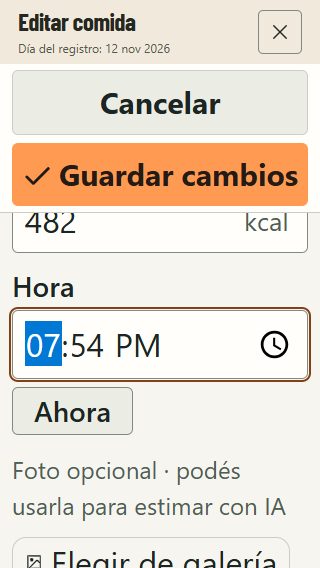 Editar comida
Día del registro: 12 nov 2026
Cancelar
Guardar cambios
482 kcal
Hora
07:54 PM
Ahora
Foto opcional · podés
usarla para estimar con IA
Elegir de galería